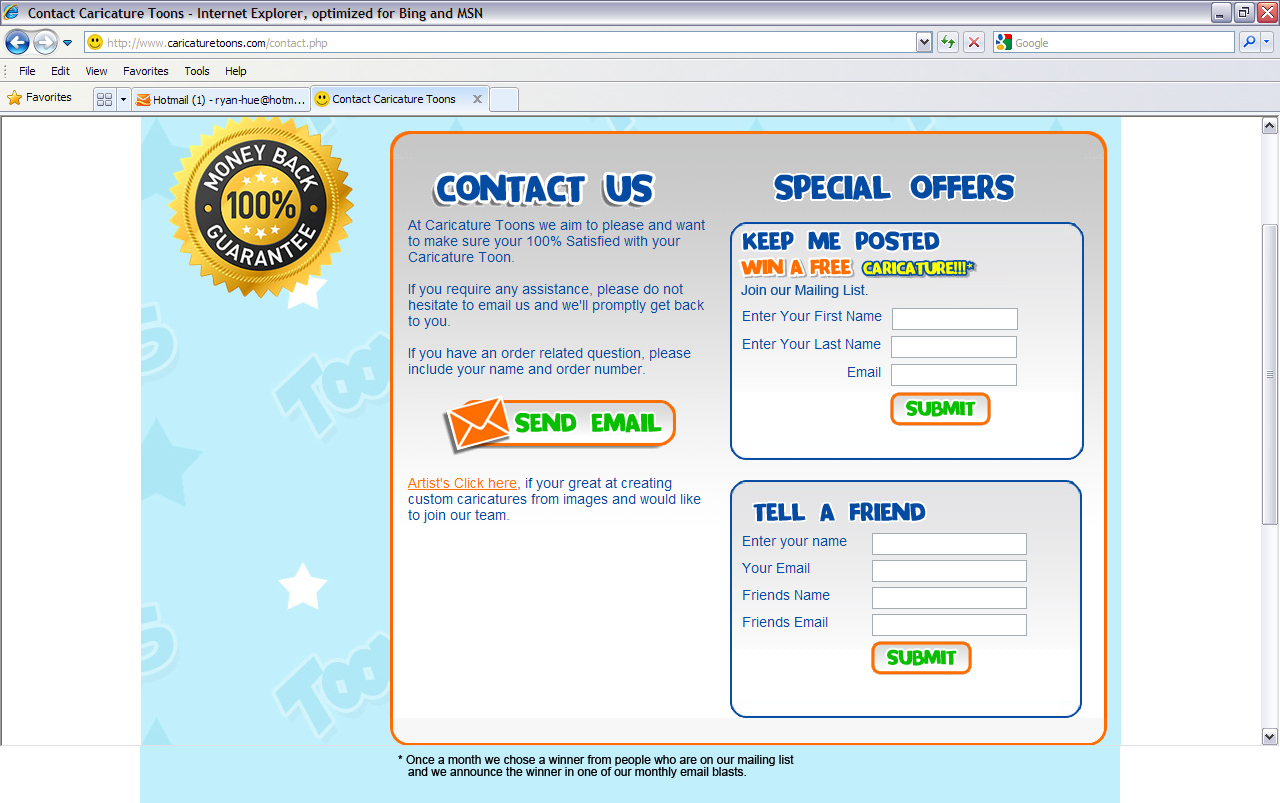 Contact Caricature Toons - Internet Explorer, optimized for Bing and MSN
http://www.caricaturetoons.com/contact.php
Google
File Edit View Favorites Tools Help
Favorites
Hotmail (1) - ryan-hue@hotm...
Contact Caricature Toons
MONEY BACK
100%
GUARANTEE
Toons
Toons
CONTACT US
At Caricature Toons we aim to please and want
to make sure your 100% Satisfied with your
Caricature Toon.
If you require any assistance, please do not
hesitate to email us and we'll promptly get back
to you.
If you have an order related question, please
include your name and order number.
SEND EMAIL
Artist's Click here, if your great at creating
custom caricatures from images and would like
to join our team.
SPECIAL OFFERS
KEEP ME POSTED
WIN A FREE CARICATURE!!!*
Join our Mailing List.
Enter Your First Name
Enter Your Last Name
Email
SUBMIT
TELL A FRIEND
Enter your name
Your Email
Friends Name
Friends Email
SUBMIT
* Once a month we chose a winner from people who are on our mailing list
and we announce the winner in one of our monthly email blasts.